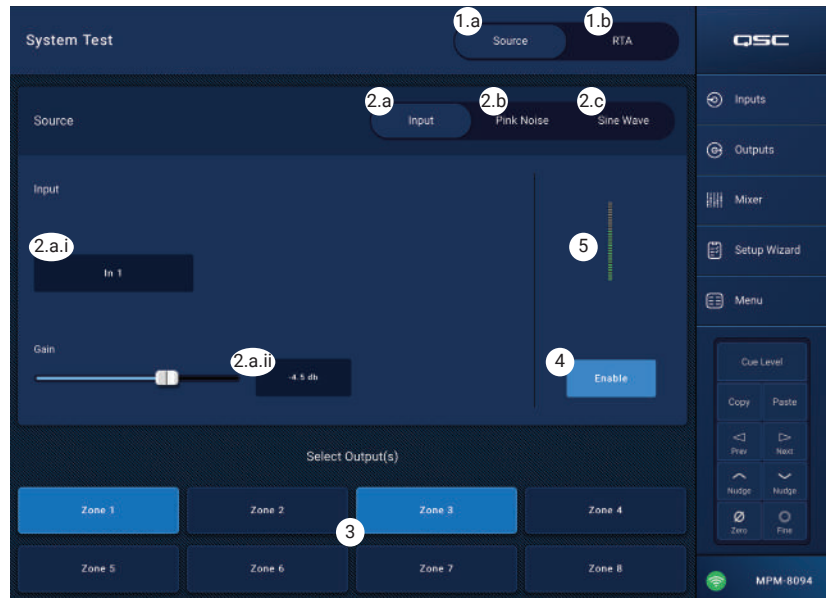 1.a
1.b
System Test
Source
RTA
QSC
2.a
2.b
2.c
Source
Input
Pink Noise
Sine Wave
Inputs
Outputs
Input
Mixer
2.a.i
5
In 1
Setup Wizard
Menu
Gain
2.a.ii
4
-4.5 db
Enable
Cue Level
Copy
Paste
Prev
Next
Nudge
Nudge
Zero
Fine
Select Output(s)
Zone 1
Zone 2
Zone 3
Zone 4
3
Zone 5
Zone 6
Zone 7
Zone 8
MPM-8094